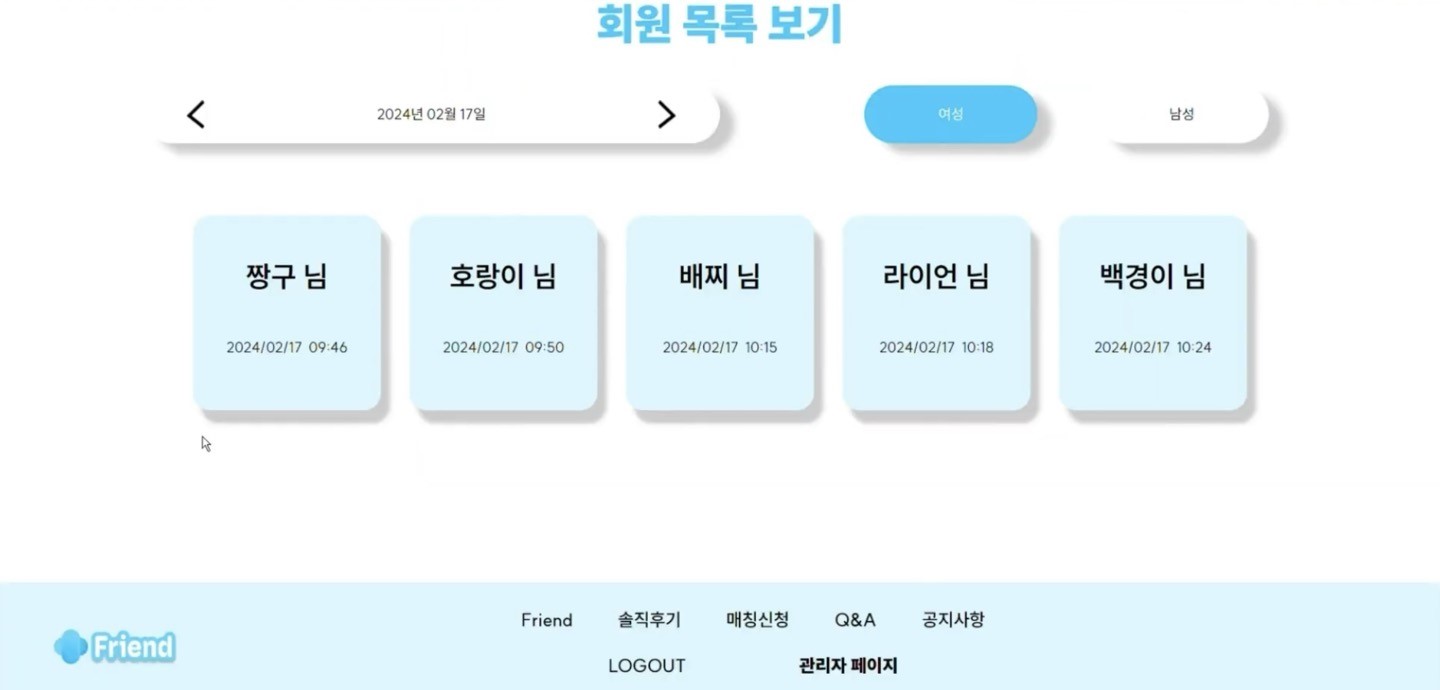 회원 목록 보기
2024년 02월 17일
여성
남성
짱구 님
호랑이 님
배찌 님
라이언 님
백경이 님
2024/02/17 09:46
2024/02/17 09:50
2024/02/17 10:15
2024/02/17 10:18
2024/02/17 10:24
Friend
Friend 솔직후기 매칭신청 Q&A 공지사항
LOGOUT 관리자 페이지